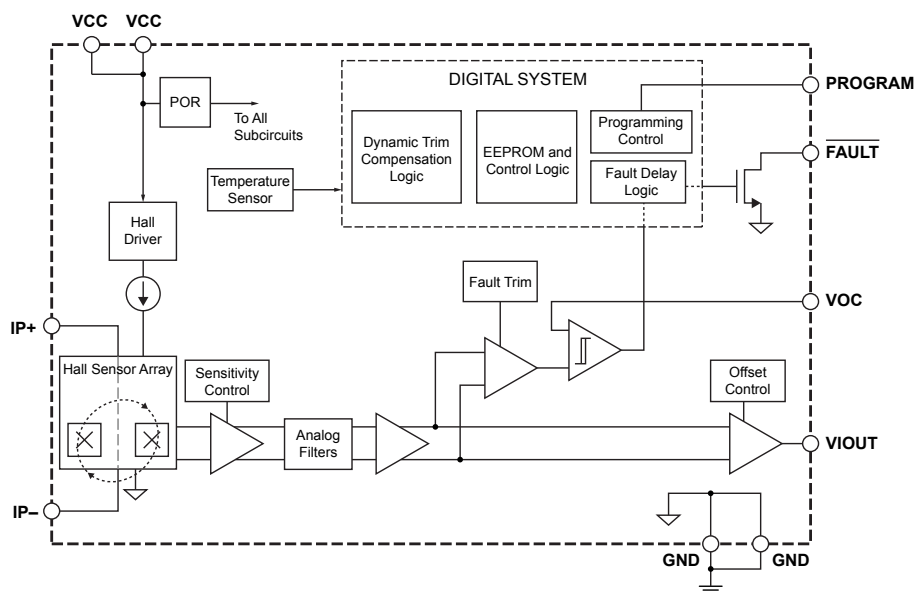 VCC
VCC
DIGITAL SYSTEM
PROGRAM
POR
To All
Subcircuits
Dynamic Trim
Compensation
Logic
EEPROM and
Control Logic
Programming
Control
FAULT
Temperature
Sensor
Fault Delay
Logic
Hall
Driver
Fault Trim
VOC
IP+
Hall Sensor Array
Sensitivity
Control
Offset
Control
Analog
Filters
VIOUT
IP–
GND
GND